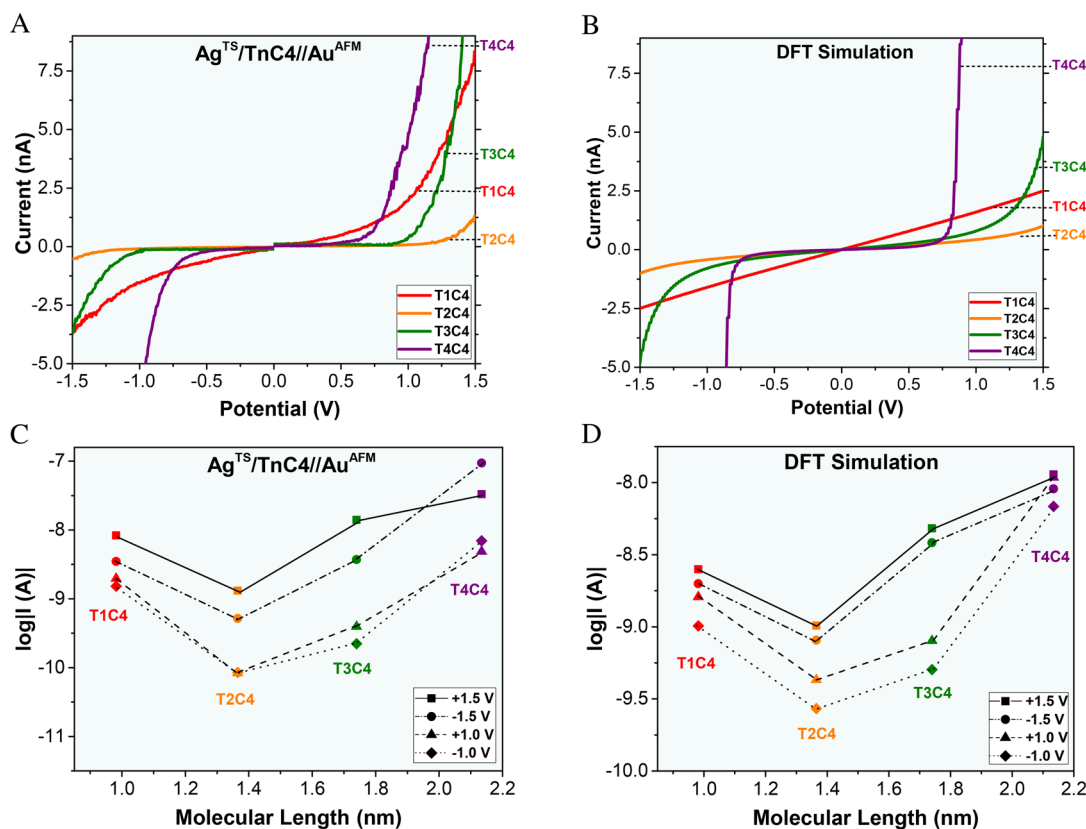 A
Ag^TS/TnC4//Au^AFM
T4C4
T3C4
T1C4
T2C4
7.5
5.0
2.5
0.0
-2.5
-5.0
Current (nA)
T1C4
T2C4
T3C4
T4C4
-1.5 -1.0 -0.5 0.0 0.5 1.0 1.5
Potential (V)
B
DFT Simulation
T4C4
T3C4
T1C4
T2C4
7.5
5.0
2.5
0.0
-2.5
-5.0
Current (nA)
T1C4
T2C4
T3C4
T4C4
-1.5 -1.0 -0.5 0.0 0.5 1.0 1.5
Potential (V)
C
Ag^TS/TnC4//Au^AFM
-7
-8
-9
-10
-11
log|I (A)|
T1C4
T2C4
T3C4
T4C4
+1.5 V
-1.5 V
+1.0 V
-1.0 V
1.0 1.2 1.4 1.6 1.8 2.0 2.2
Molecular Length (nm)
D
DFT Simulation
-8.0
-8.5
-9.0
-9.5
-10.0
log|I (A)|
T1C4
T2C4
T3C4
T4C4
+1.5 V
-1.5 V
+1.0 V
-1.0 V
1.0 1.2 1.4 1.6 1.8 2.0 2.2
Molecular Length (nm)